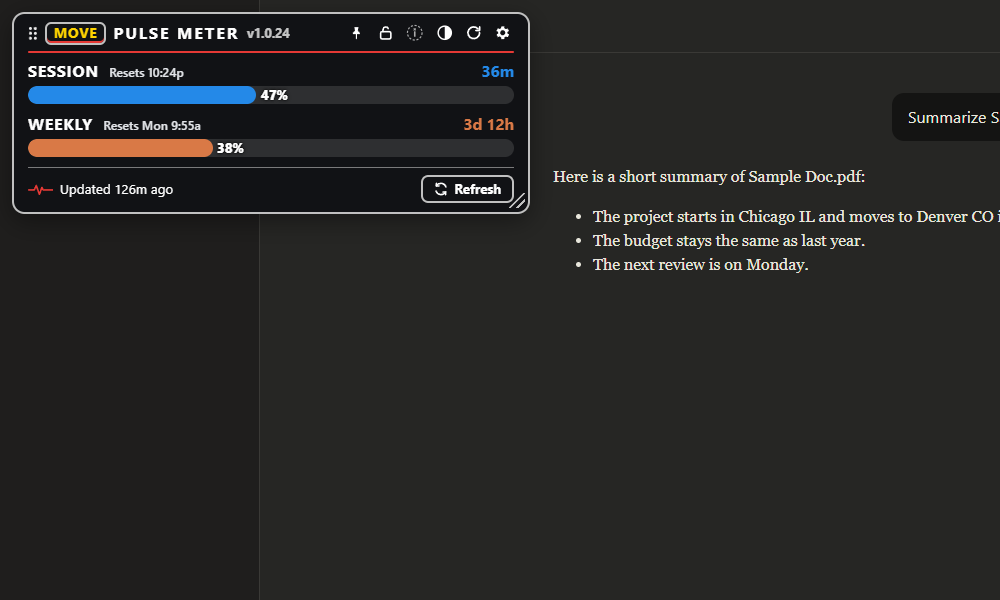 MOVE PULSE METER v1.0.24
SESSION Resets 10:24p 36m
47%
WEEKLY Resets Mon 9:55a 3d 12h
38%
Updated 126m ago Refresh
Summarize S
Here is a short summary of Sample Doc.pdf:
• The project starts in Chicago IL and moves to Denver CO i
• The budget stays the same as last year.
• The next review is on Monday.